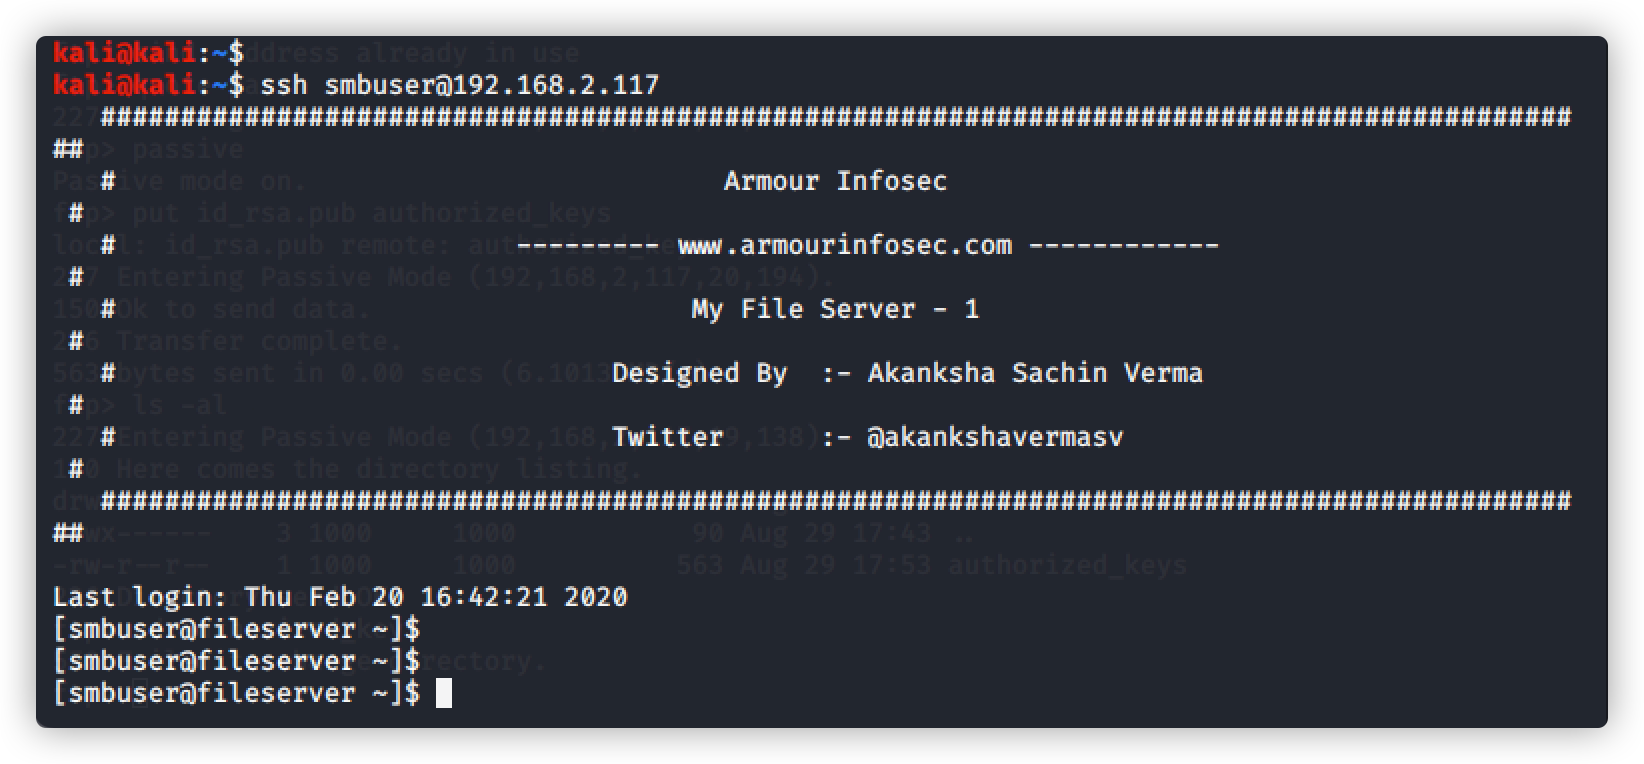 kali@kali:~$
kali@kali:~$ ssh smbuser@192.168.2.117
############################################################################################
##
# Armour Infosec
#
# --------- www.armourinfosec.com ------------
#
# My File Server - 1
#
# Designed By :- Akanksha Sachin Verma
#
# Twitter :- @akankshavermasv
#
############################################################################################
##
Last login: Thu Feb 20 16:42:21 2020
[smbuser@fileserver ~]$
[smbuser@fileserver ~]$
[smbuser@fileserver ~]$